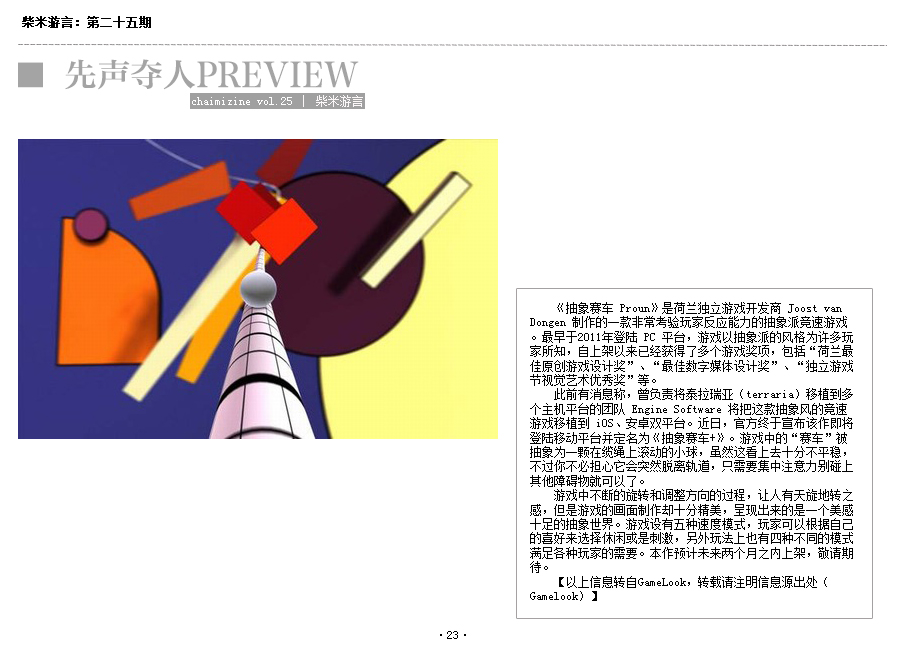 柴米游言：第二十五期
先声夺人PREVIEW
chaimizine vol.25 | 柴米游言
《抽象赛车 Proun》是荷兰独立游戏开发商 Joost van
Dongen 制作的一款非常考验玩家反应能力的抽象派竞速游戏
。最早于2011年登陆 PC 平台，游戏以抽象派的风格为许多玩
家所知，自上架以来已经获得了多个游戏奖项，包括“荷兰最
佳原创游戏设计奖”、“最佳数字媒体设计奖”、“独立游戏
节视觉艺术优秀奖”等。
此前有消息称，曾负责将泰拉瑞亚（terraria）移植到多
个主机平台的团队 Engine Software 将把这款抽象风的竞速
游戏移植到 iOS、安卓双平台。近日，官方终于宣布该作即将
登陆移动平台并定名为《抽象赛车+》。游戏中的“赛车”被
抽象为一颗在缆绳上滚动的小球，虽然这看上去十分不平稳，
不过你不必担心它会突然脱离轨道，只需要集中注意力别碰上
其他障碍物就可以了。
游戏中不断的旋转和调整方向的过程，让人有天旋地转之
感，但是游戏的画面制作却十分精美，呈现出来的是一个美感
十足的抽象世界。游戏设有五种速度模式，玩家可以根据自己
的喜好来选择休闲或是刺激，另外玩法上也有四种不同的模式
满足各种玩家的需要。本作预计未来两个月之内上架，敬请期
待。
【以上信息转自GameLook，转载请注明信息源出处（
Gamelook）】
·23·